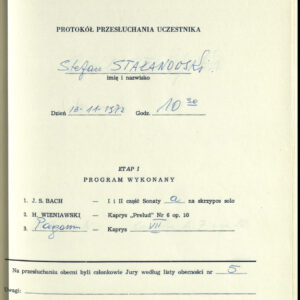 PROTOKÓŁ PRZESŁUCHANIA UCZESTNIKA
Stefan STAŁANOWSKI
imię i nazwisko
Dzień 13-11-1972 Godz. 10 30
ETAP I
PROGRAM WYKONANY
1. J. S. BACH — I i II część Sonaty a na skrzypce solo
2. H. WIENIAWSKI — Kaprys „Prelud" Nr 6 op. 10
3. Paganini — Kaprys VII
Na przesłuchaniu obecni byli członkowie Jury według listy obecności nr 5
Uwagi: